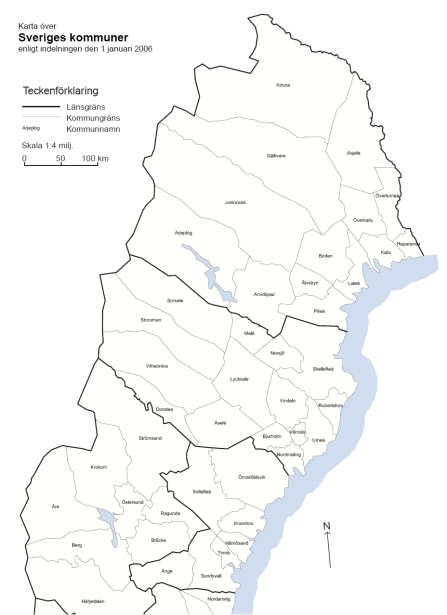 Karta över
Sveriges kommuner
enligt indelningen den 1 januari 2006
Teckenförklaring
Länsgräns
Kommungräns
Arjeplog Kommunnamn
Skala 1:4 milj.
0 50 100 km
Kiruna
Pajala
Gällivare
Övertorneå
Jokkmokk
Överkalix
Arjeplog
Haparanda
Kalix
Boden
Luleå
Älvsbyn
Arvidsjaur
Piteå
Sorsele
Storuman
Malå
Norsjö
Skellefteå
Vilhelmina
Lycksele
Vindeln
Robertsfors
Dorotea
Åsele
Vännäs
Bjurholm
Umeå
Strömsund
Nordmaling
Krokom
Örnsköldsvik
Sollefteå
Östersund
Åre
Ragunda
Kramfors
Bräcke
Härnösand
Berg
Timrå
Ånge
Sundsvall
Härjedalen
Nordanstig
N